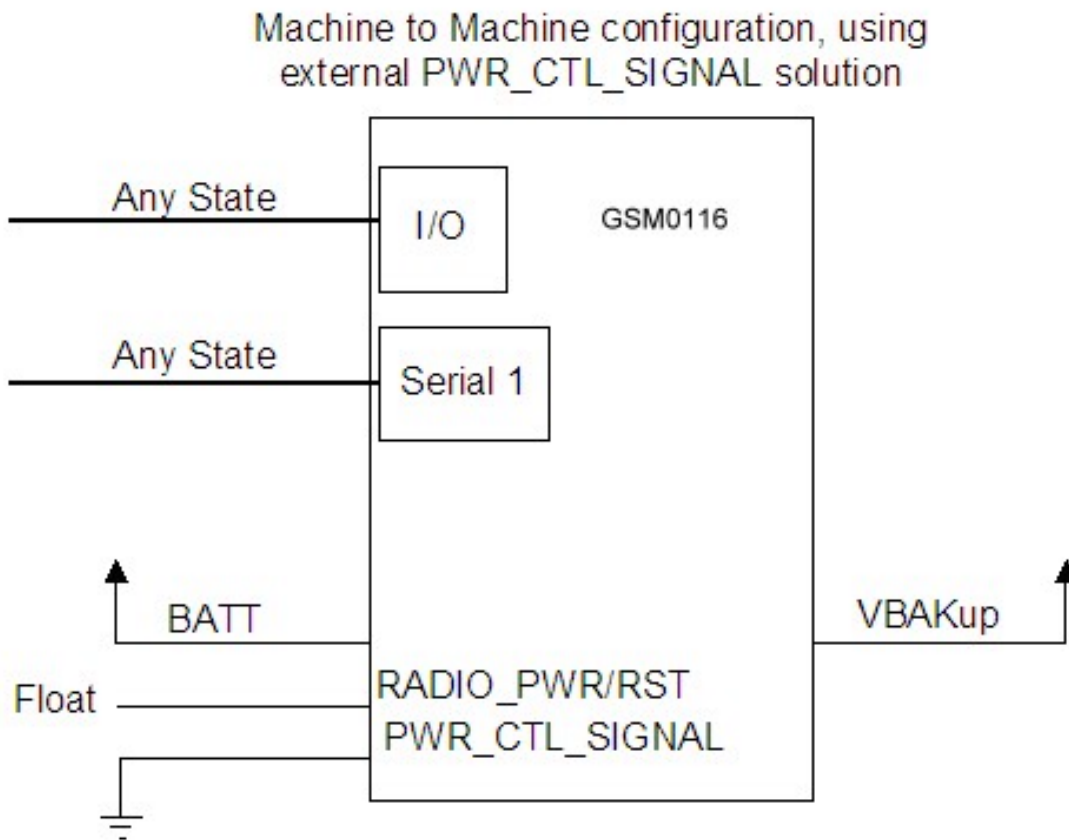 Machine to Machine configuration, using
external PWR_CTL_SIGNAL solution
Any State
I/O
GSM0116
Any State
Serial 1
BATT
VBAKup
Float
RADIO_PWR/RST
PWR_CTL_SIGNAL